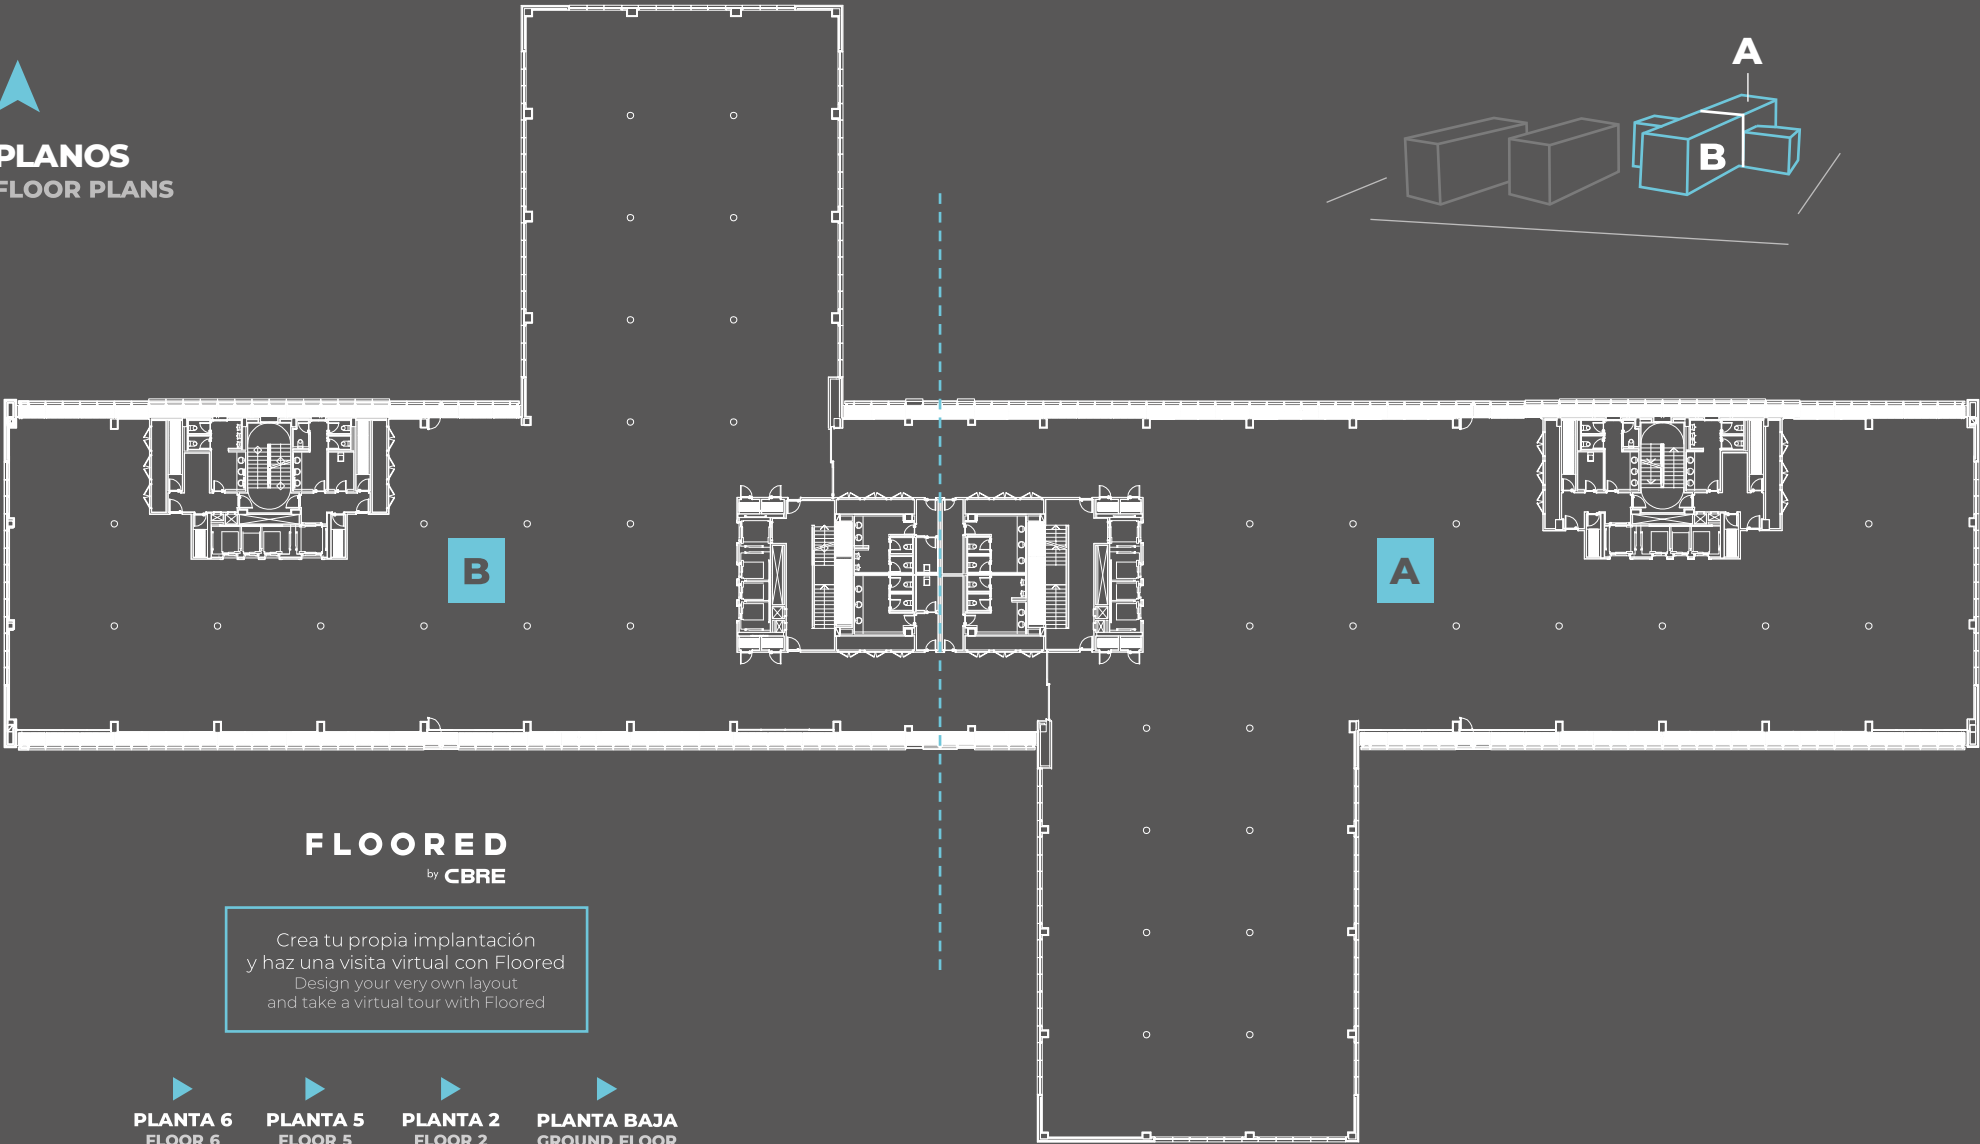 PLANOS
FLOOR PLANS
A
B
B
A
FLOORED
by CBRE
Crea tu propia implantación
y haz una visita virtual con Floored
Design your very own layout
and take a virtual tour with Floored
PLANTA 6
FLOOR 6
PLANTA 5
FLOOR 5
PLANTA 2
FLOOR 2
PLANTA BAJA
GROUND FLOOR